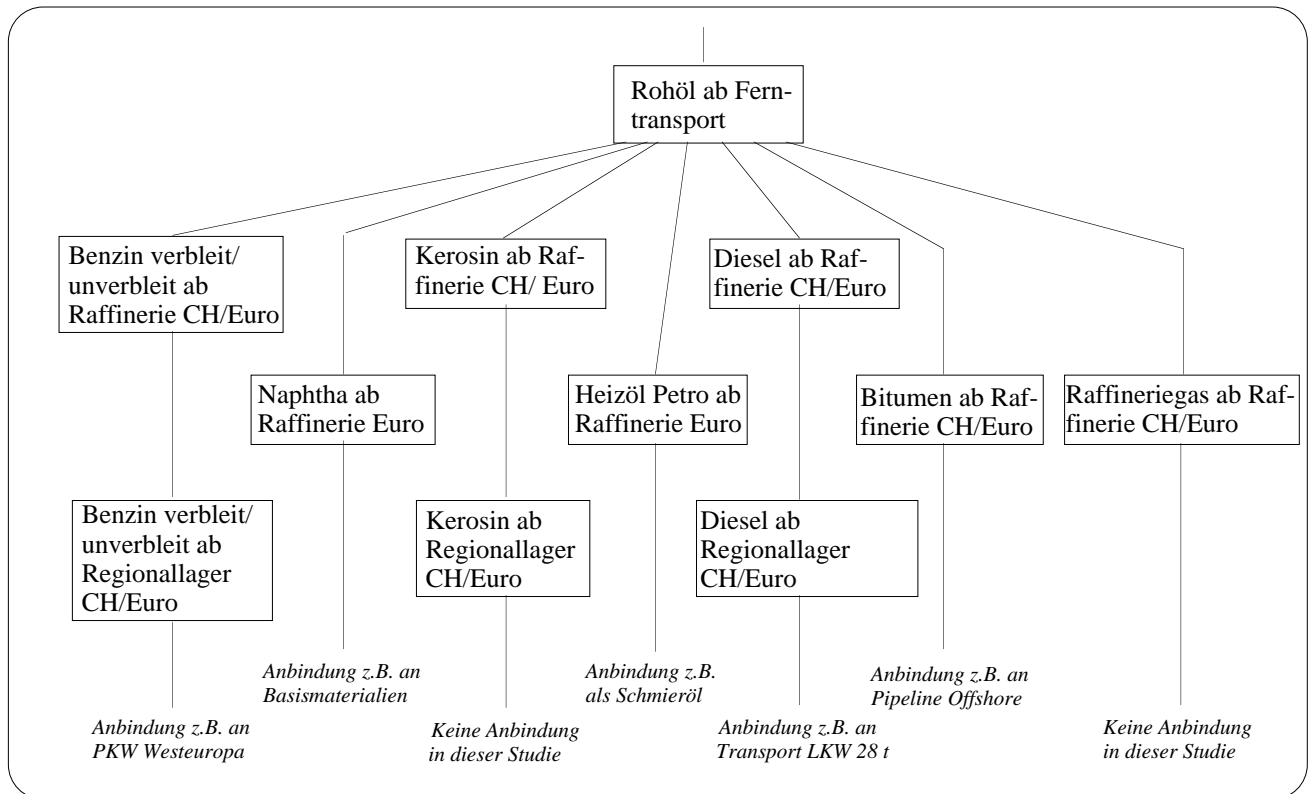 Rohöl ab Fern-
transport
Benzin verbleit/
unverbleit ab
Raffinerie CH/Euro
Kerosin ab Raf-
finerie CH/ Euro
Diesel ab Raf-
finerie CH/Euro
Naphtha ab
Raffinerie Euro
Heizöl Petro ab
Raffinerie Euro
Bitumen ab Raf-
finerie CH/Euro
Raffineriegas ab Raf-
finerie CH/Euro
Benzin verbleit/
unverbleit ab
Regionallager
CH/Euro
Kerosin ab
Regionallager
CH/Euro
Diesel ab
Regionallager
CH/Euro
Anbindung z.B. an
Basismaterialien
Anbindung z.B.
als Schmieröl
Anbindung z.B. an
Pipeline Offshore
Anbindung z.B. an
PKW Westeuropa
Keine Anbindung
in dieser Studie
Anbindung z.B. an
Transport LKW 28 t
Keine Anbindung
in dieser Studie